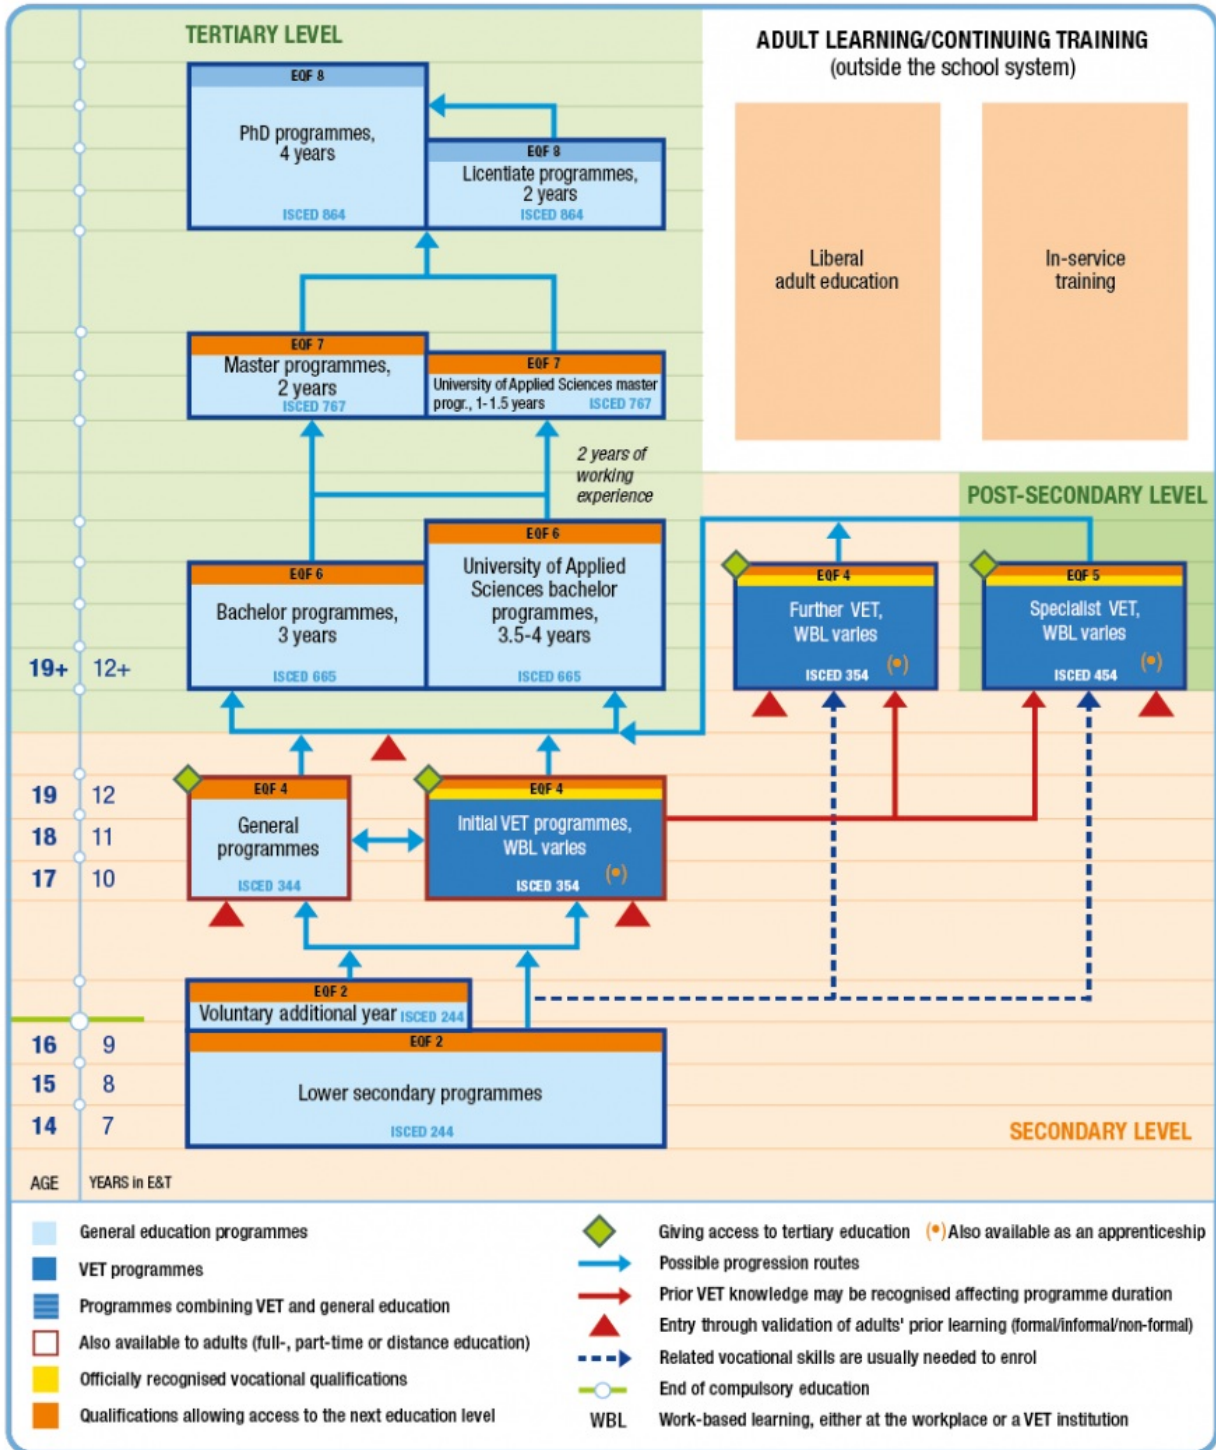 TERTIARY LEVEL
ADULT LEARNING/CONTINUING TRAINING
(outside the school system)
EQF 8
PhD programmes,
4 years
ISCED 864
EQF 8
Licentiate programmes,
2 years
ISCED 864
Liberal
adult education
In-service
training
EQF 7
Master programmes,
2 years
ISCED 767
EQF 7
University of Applied Sciences master
progr., 1-1.5 years ISCED 767
2 years of
working
experience
POST-SECONDARY LEVEL
EQF 6
Bachelor programmes,
3 years
ISCED 665
EQF 6
University of Applied
Sciences bachelor
programmes,
3.5-4 years
ISCED 665
EQF 4
Further VET,
WBL varies
ISCED 354 (•)
EQF 5
Specialist VET,
WBL varies
ISCED 454 (•)
19+ 12+
19 12
18 11
17 10
EQF 4
General
programmes
ISCED 344
EQF 4
Initial VET programmes,
WBL varies
ISCED 354 (•)
EQF 2
Voluntary additional year ISCED 244
EQF 2
Lower secondary programmes
ISCED 244
16 9
15 8
14 7
SECONDARY LEVEL
AGE YEARS in E&T
General education programmes
VET programmes
Programmes combining VET and general education
Also available to adults (full-, part-time or distance education)
Officially recognised vocational qualifications
Qualifications allowing access to the next education level
Giving access to tertiary education (•) Also available as an apprenticeship
Possible progression routes
Prior VET knowledge may be recognised affecting programme duration
Entry through validation of adults' prior learning (formal/informal/non-formal)
Related vocational skills are usually needed to enrol
End of compulsory education
WBL Work-based learning, either at the workplace or a VET institution